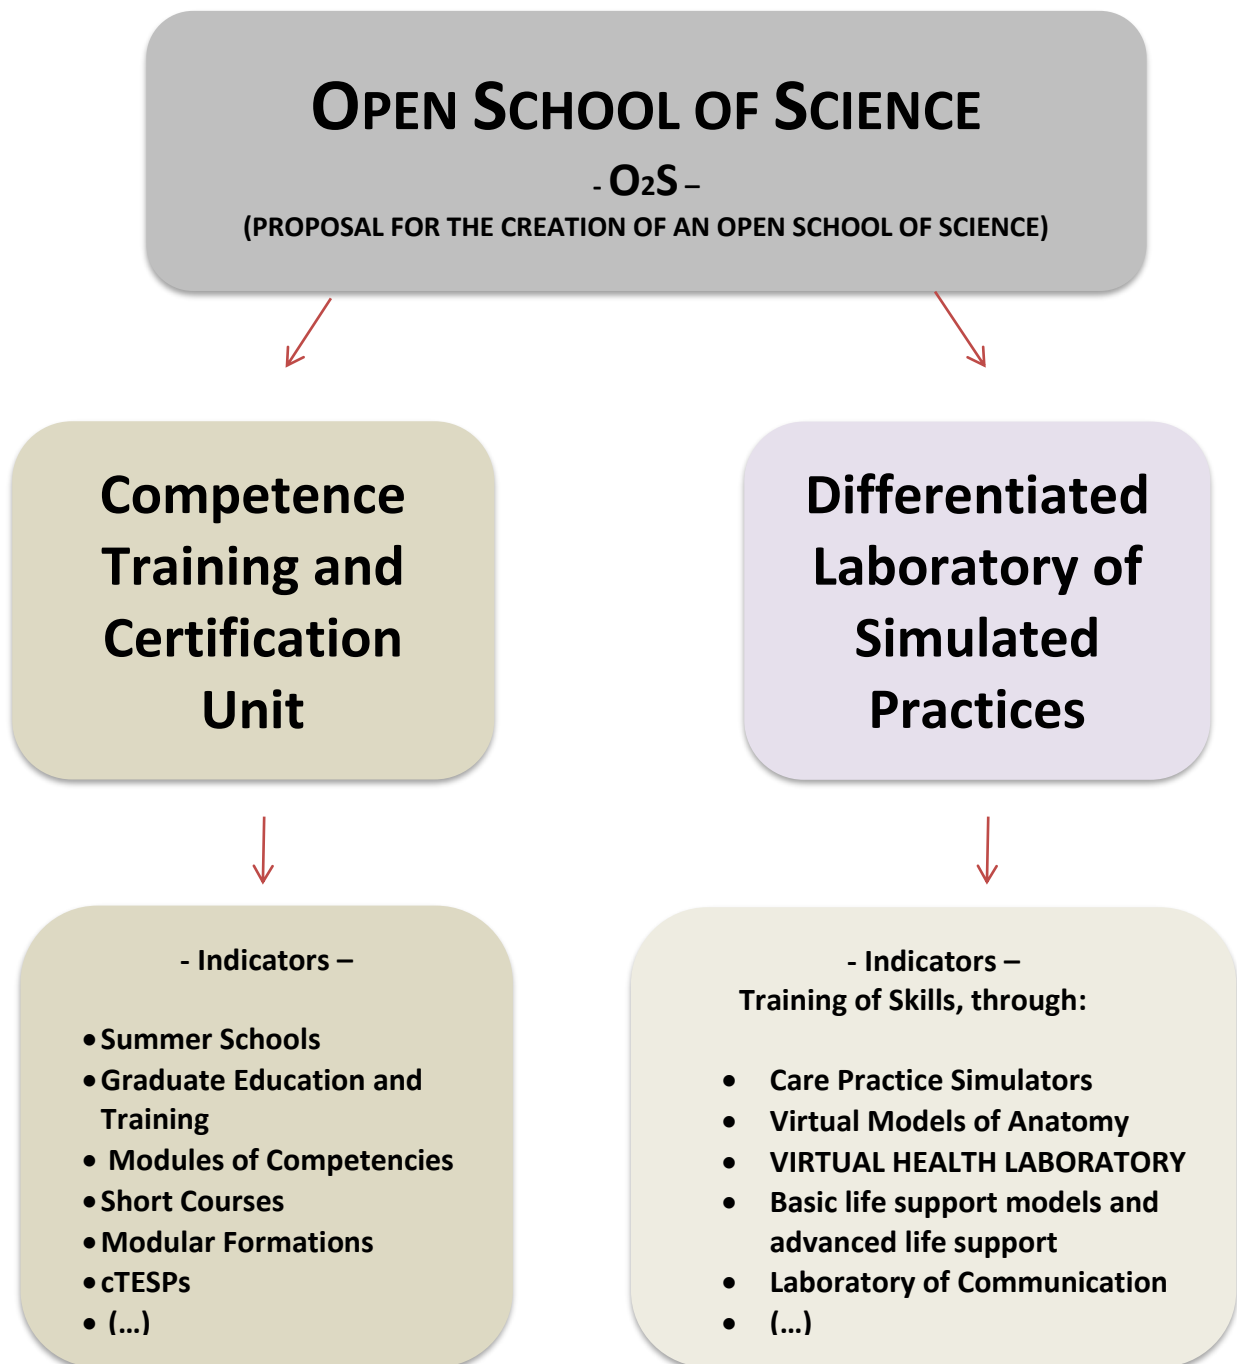 OPEN SCHOOL OF SCIENCE
- O2S –
(PROPOSAL FOR THE CREATION OF AN OPEN SCHOOL OF SCIENCE)
Competence
Training and
Certification
Unit
Differentiated
Laboratory of
Simulated
Practices
- Indicators –
• Summer Schools
• Graduate Education and
Training
• Modules of Competencies
• Short Courses
• Modular Formations
• cTESPs
• (…)
- Indicators –
Training of Skills, through:
• Care Practice Simulators
• Virtual Models of Anatomy
• VIRTUAL HEALTH LABORATORY
• Basic life support models and
advanced life support
• Laboratory of Communication
• (…)